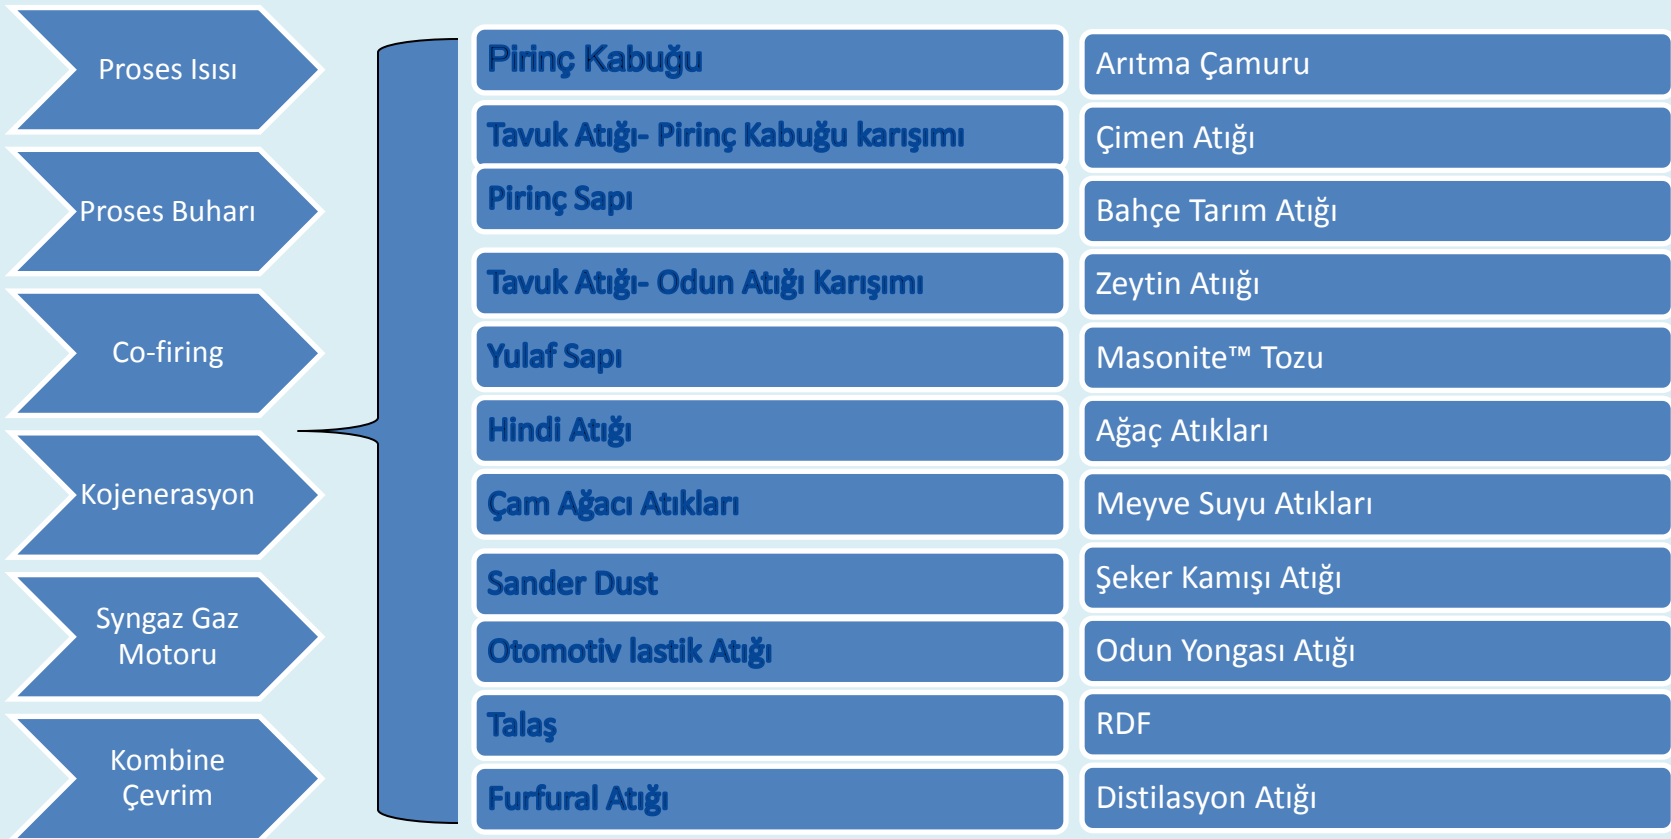 Proses Isısı
Proses Buharı
Co-firing
Kojenerasyon
Syngaz Gaz
Motoru
Kombine
Çevrim
Pirinç Kabuğu
Tavuk Atığı- Pirinç Kabuğu karışımı
Pirinç Sapı
Tavuk Atığı- Odun Atığı Karışımı
Yulaf Sapı
Hindi Atığı
Çam Ağacı Atıkları
Sander Dust
Otomotiv lastik Atığı
Talaş
Furfural Atığı
Arıtma Çamuru
Çimen Atığı
Bahçe Tarım Atığı
Zeytin Atıığı
Masonite™ Tozu
Ağaç Atıkları
Meyve Suyu Atıkları
Şeker Kamışı Atığı
Odun Yongası Atığı
RDF
Distilasyon Atığı